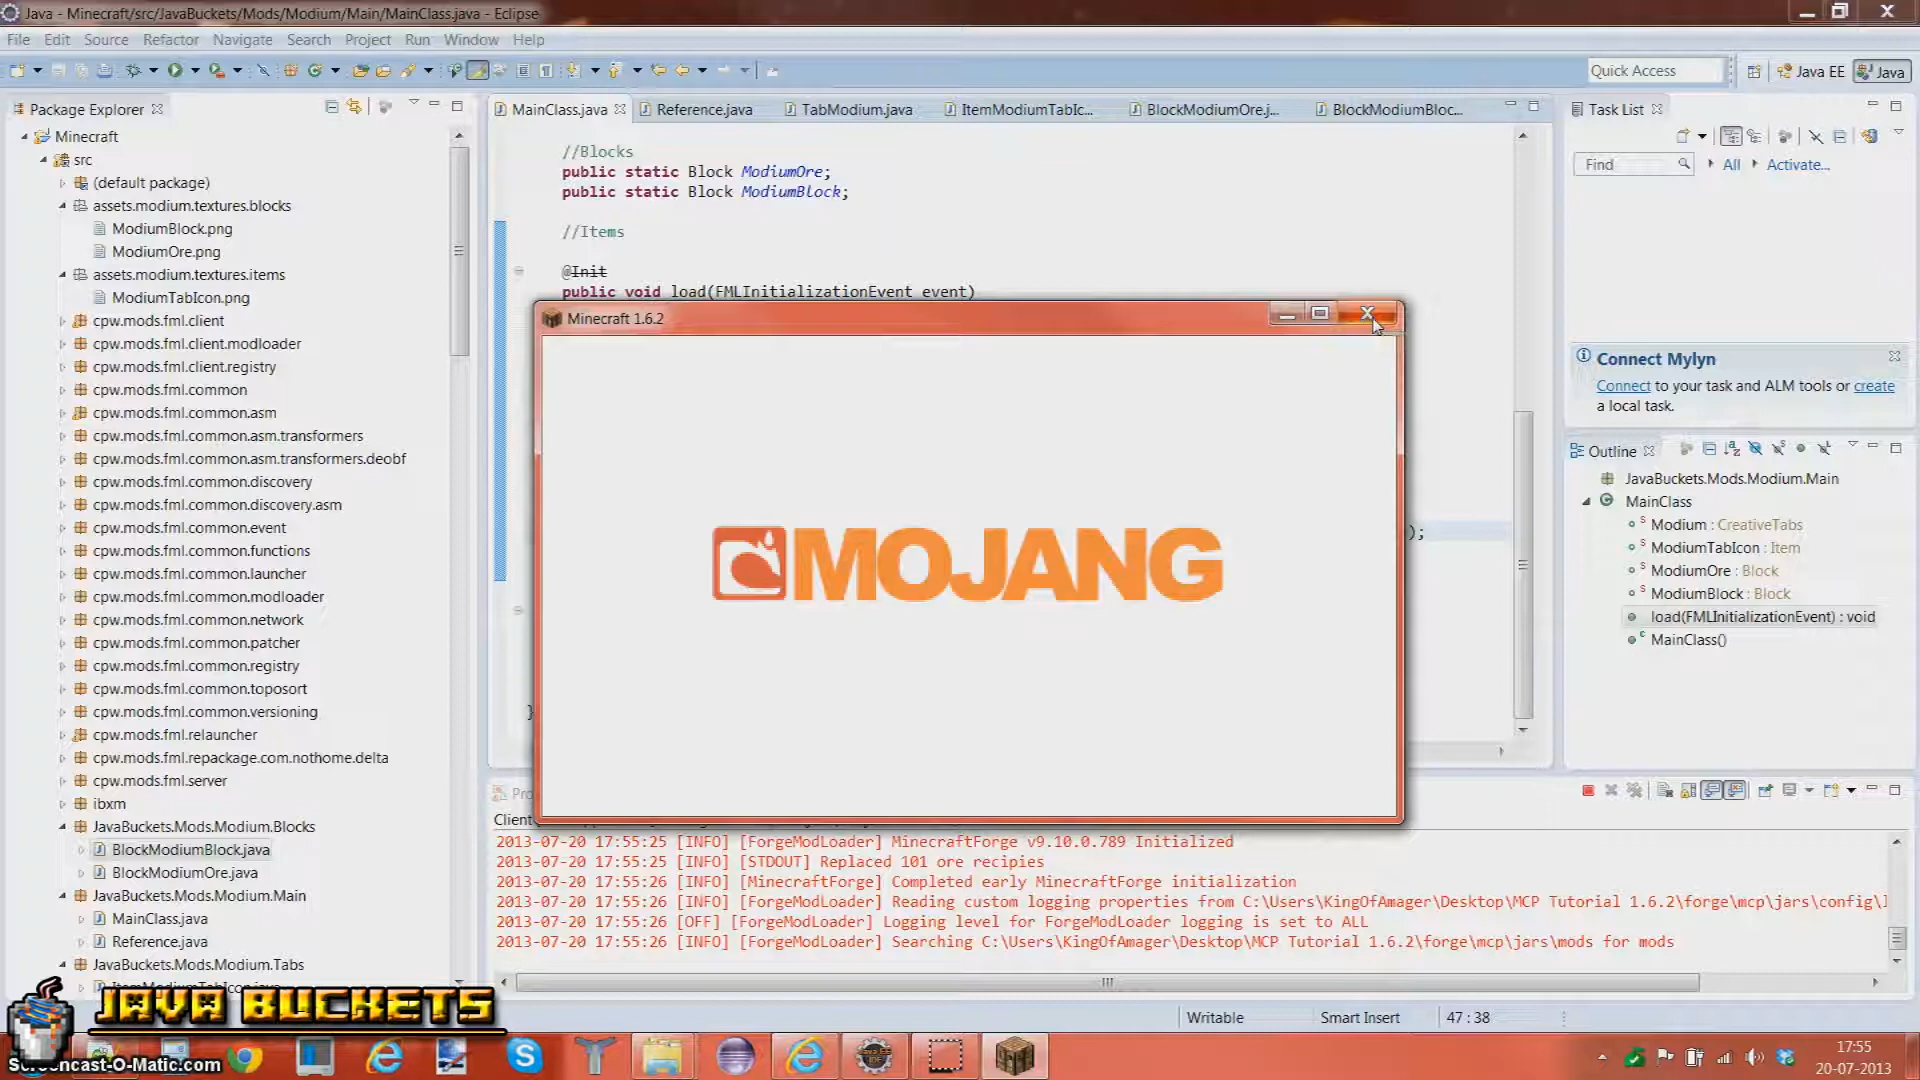 Java - Minecraft/src/JavaBuckets/Mods/Modium/Main/MainClass.java - Eclipse
File Edit Source Refactor Navigate Search Project Run Window Help
Quick Access
Java EE
Java
Package Explorer
Minecraft
src
(default package)
assets.modium.textures.blocks
ModiumBlock.png
ModiumOre.png
assets.modium.textures.items
ModiumTabIcon.png
cpw.mods.fml.client
cpw.mods.fml.client.modloader
cpw.mods.fml.client.registry
cpw.mods.fml.common
cpw.mods.fml.common.asm
cpw.mods.fml.common.asm.transformers
cpw.mods.fml.common.asm.transformers.deobf
cpw.mods.fml.common.discovery
cpw.mods.fml.common.discovery.asm
cpw.mods.fml.common.event
cpw.mods.fml.common.functions
cpw.mods.fml.common.launcher
cpw.mods.fml.common.modloader
cpw.mods.fml.common.network
cpw.mods.fml.common.patcher
cpw.mods.fml.common.registry
cpw.mods.fml.common.toposort
cpw.mods.fml.common.versioning
cpw.mods.fml.relauncher
cpw.mods.fml.repackage.com.nothome.delta
cpw.mods.fml.server
ibxm
JavaBuckets.Mods.Modium.Blocks
BlockModiumBlock.java
BlockModiumOre.java
JavaBuckets.Mods.Modium.Main
MainClass.java
Reference.java
JavaBuckets.Mods.Modium.Tabs
MainClass.java Reference.java TabModium.java ItemModiumTabIc... BlockModiumOre.j... BlockModiumBloc...
//Blocks
public static Block ModiumOre;
public static Block ModiumBlock;
//Items
@Init
public void load(FMLInitializationEvent event)
);
}
Minecraft 1.6.2
MOJANG
Task List
Find
All
Activate...
Connect Mylyn
Connect to your task and ALM tools or create
a local task.
Outline
JavaBuckets.Mods.Modium.Main
MainClass
Modium : CreativeTabs
ModiumTabIcon : Item
ModiumOre : Block
ModiumBlock : Block
load(FMLInitializationEvent) : void
MainClass()
Client
2013-07-20 17:55:25 [INFO] [ForgeModLoader] MinecraftForge v9.10.0.789 Initialized
2013-07-20 17:55:25 [INFO] [STDOUT] Replaced 101 ore recipies
2013-07-20 17:55:26 [INFO] [MinecraftForge] Completed early MinecraftForge initialization
2013-07-20 17:55:26 [INFO] [ForgeModLoader] Reading custom logging properties from C:\Users\KingOfAmager\Desktop\MCP Tutorial 1.6.2\forge\mcp\jars\config\l
2013-07-20 17:55:26 [OFF] [ForgeModLoader] Logging level for ForgeModLoader logging is set to ALL
2013-07-20 17:55:26 [INFO] [ForgeModLoader] Searching C:\Users\KingOfAmager\Desktop\MCP Tutorial 1.6.2\forge\mcp\jars\mods for mods
Writable
Smart Insert
47 : 38
JAVA BUCKETS
Screencast-O-Matic.com
17:55
20-07-2013